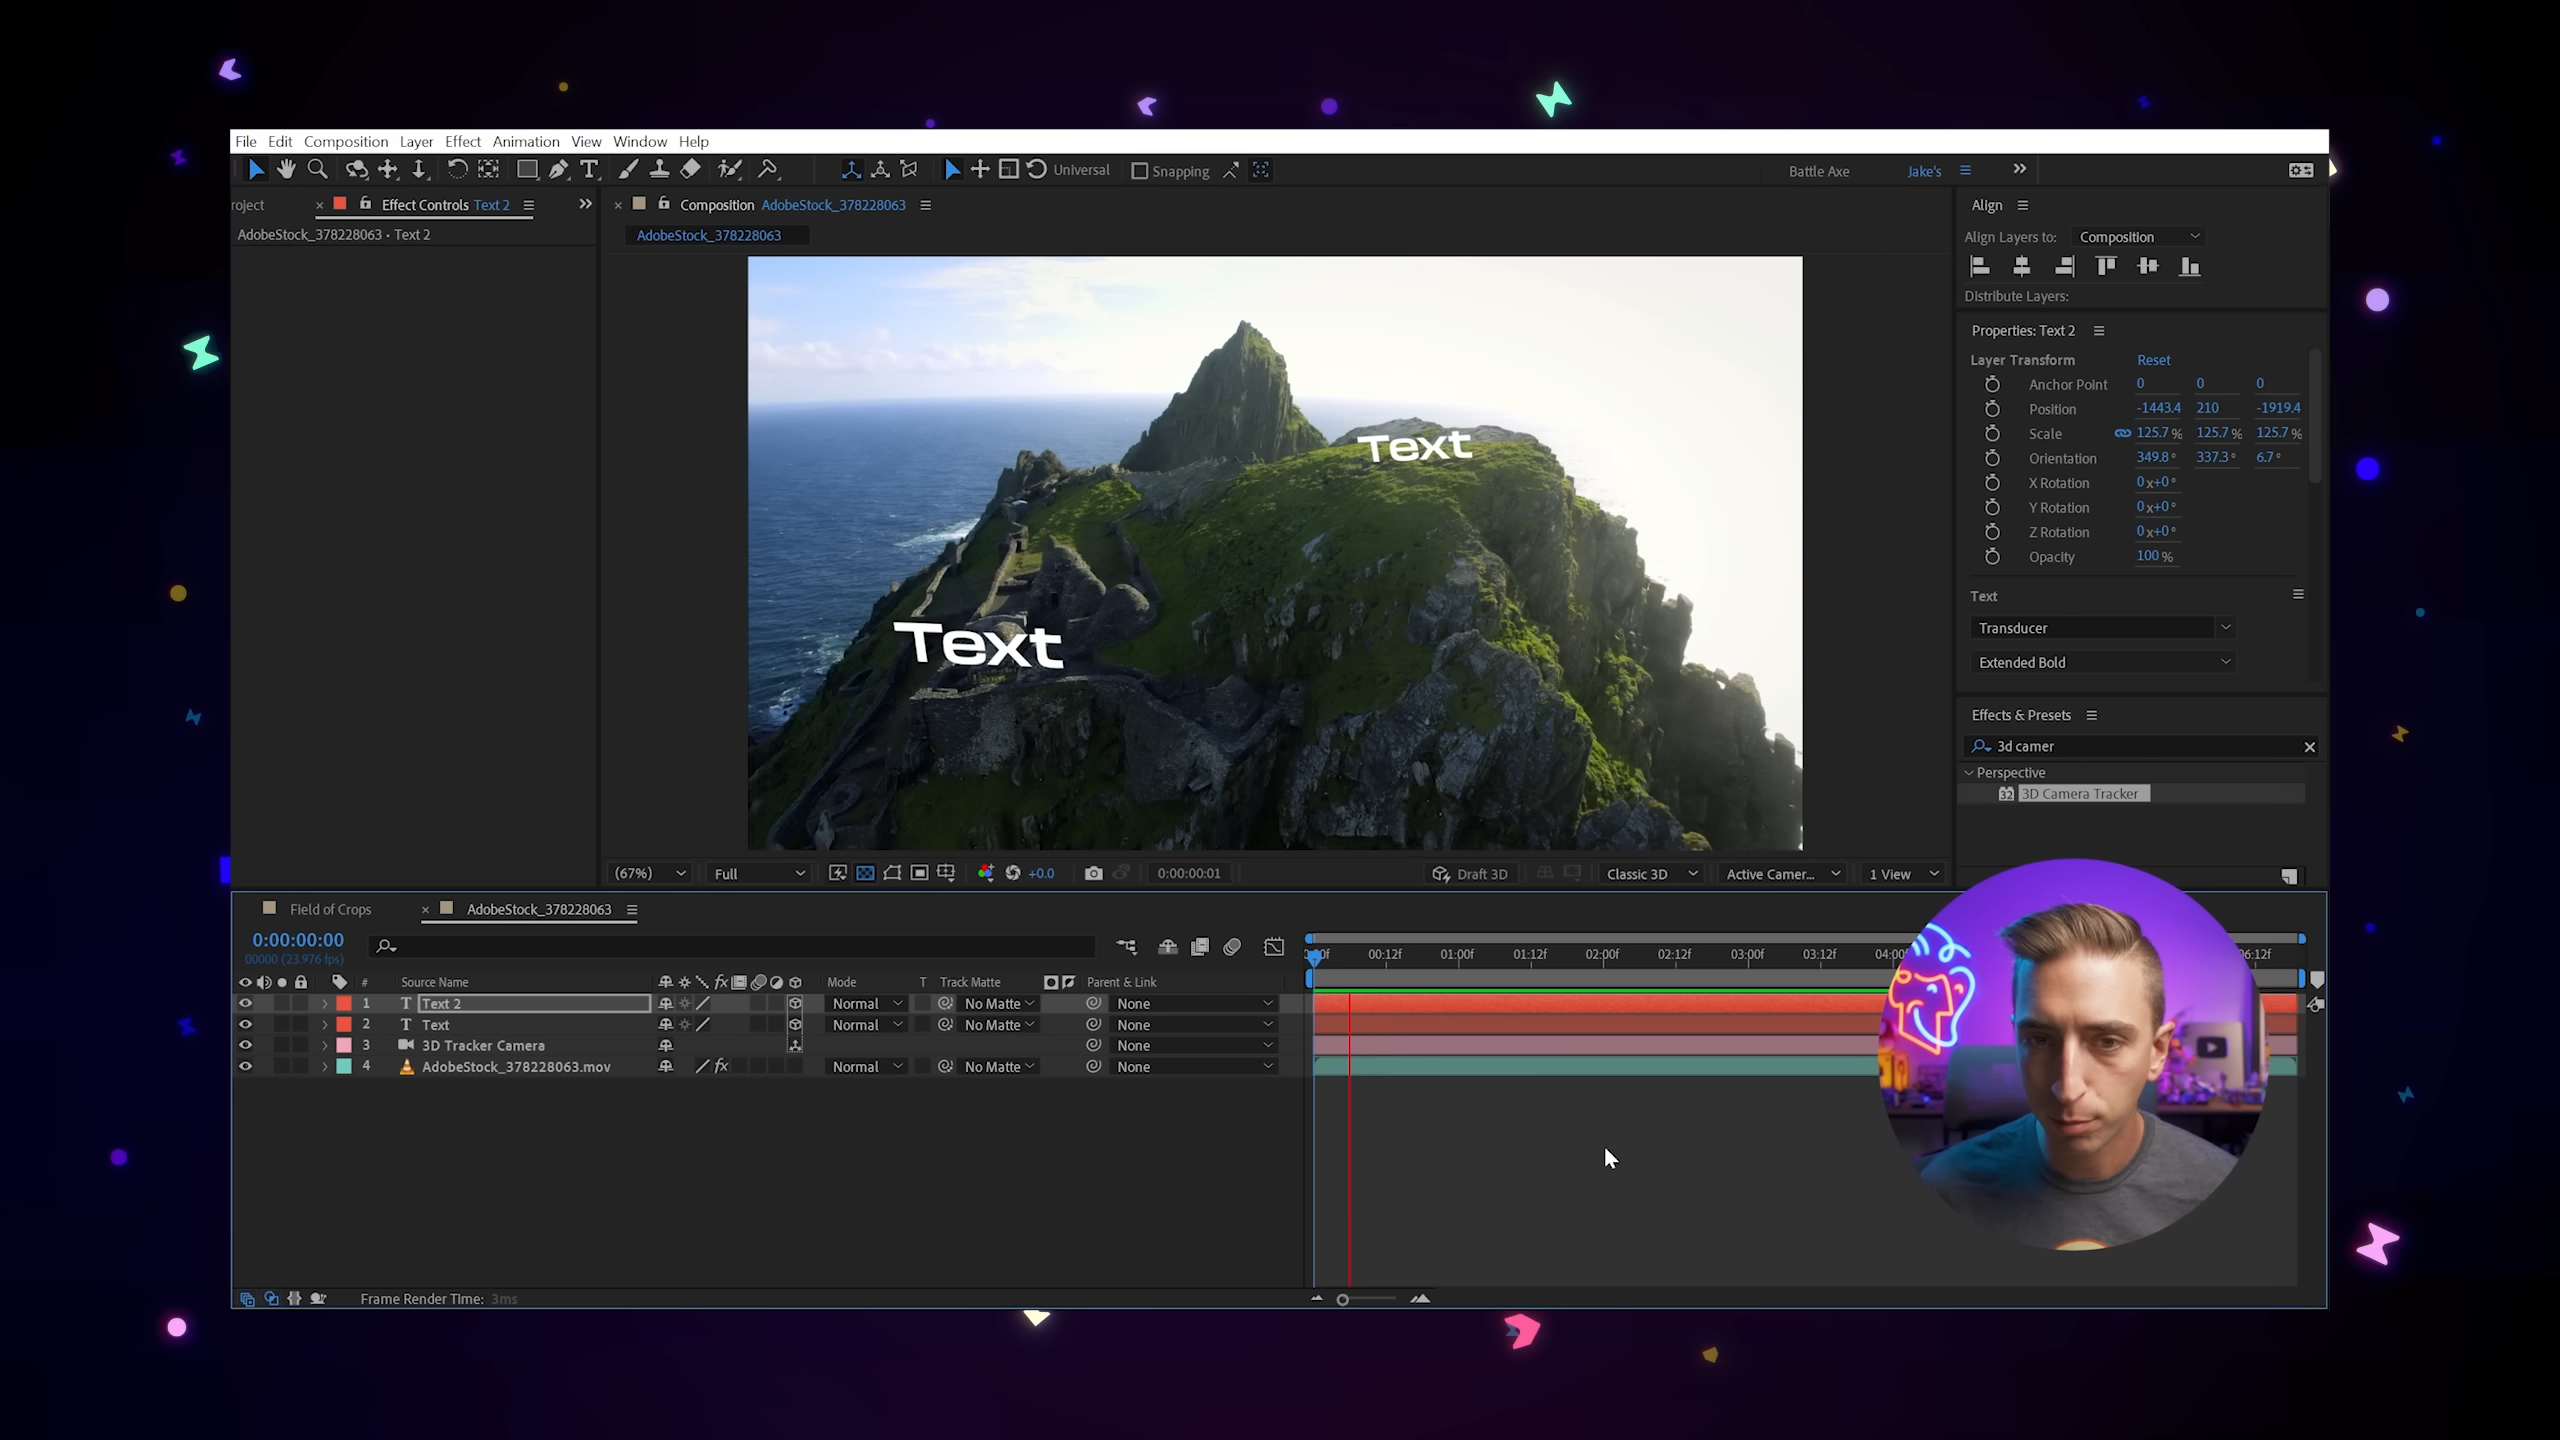 File Edit Composition Layer Effect Animation View Window Help
Universal Snapping Battle Axe Jake's
roject Effect Controls Text 2
AdobeStock_378228063 • Text 2
Composition AdobeStock_378228063
AdobeStock_378228063
Text
Text
(67%) Full +0.0 0:00:00:01 Draft 3D Classic 3D Active Camer... 1 View
Align
Align Layers to: Composition
Distribute Layers:
Properties: Text 2
Layer Transform Reset
Anchor Point 0 0 0
Position -1443.4 210 -1919.4
Scale 125.7 % 125.7 % 125.7 %
Orientation 349.8° 337.3° 6.7°
X Rotation 0x+0°
Y Rotation 0x+0°
Z Rotation 0x+0°
Opacity 100 %
Text
Transducer
Extended Bold
Effects & Presets
3d camer
Perspective
32 3D Camera Tracker
Field of Crops AdobeStock_378228063
0:00:00:00
00000 (23.976 fps)
00f 00:12f 01:00f 01:12f 02:00f 02:12f 03:00f 03:12f 04:00f 06:12f
# Source Name fx Mode T Track Matte Parent & Link
1 T Text 2 Normal No Matte None
2 T Text Normal No Matte None
3 3D Tracker Camera None
4 AdobeStock_378228063.mov fx Normal No Matte None
Frame Render Time: 3ms